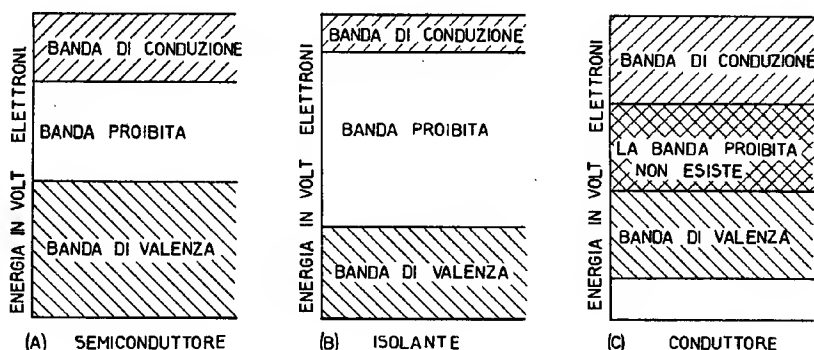 ENERGIA IN VOLT ELETTRONI
BANDA DI CONDUZIONE
BANDA PROIBITA
BANDA DI VALENZA
(A) SEMICONDUTTORE
ENERGIA IN VOLT ELETTRONI
BANDA DI CONDUZIONE
BANDA PROIBITA
BANDA DI VALENZA
(B) ISOLANTE
ENERGIA IN VOLT ELETTRONI
BANDA DI CONDUZIONE
LA BANDA PROIBITA
NON ESISTE
BANDA DI VALENZA
(C) CONDUTTORE